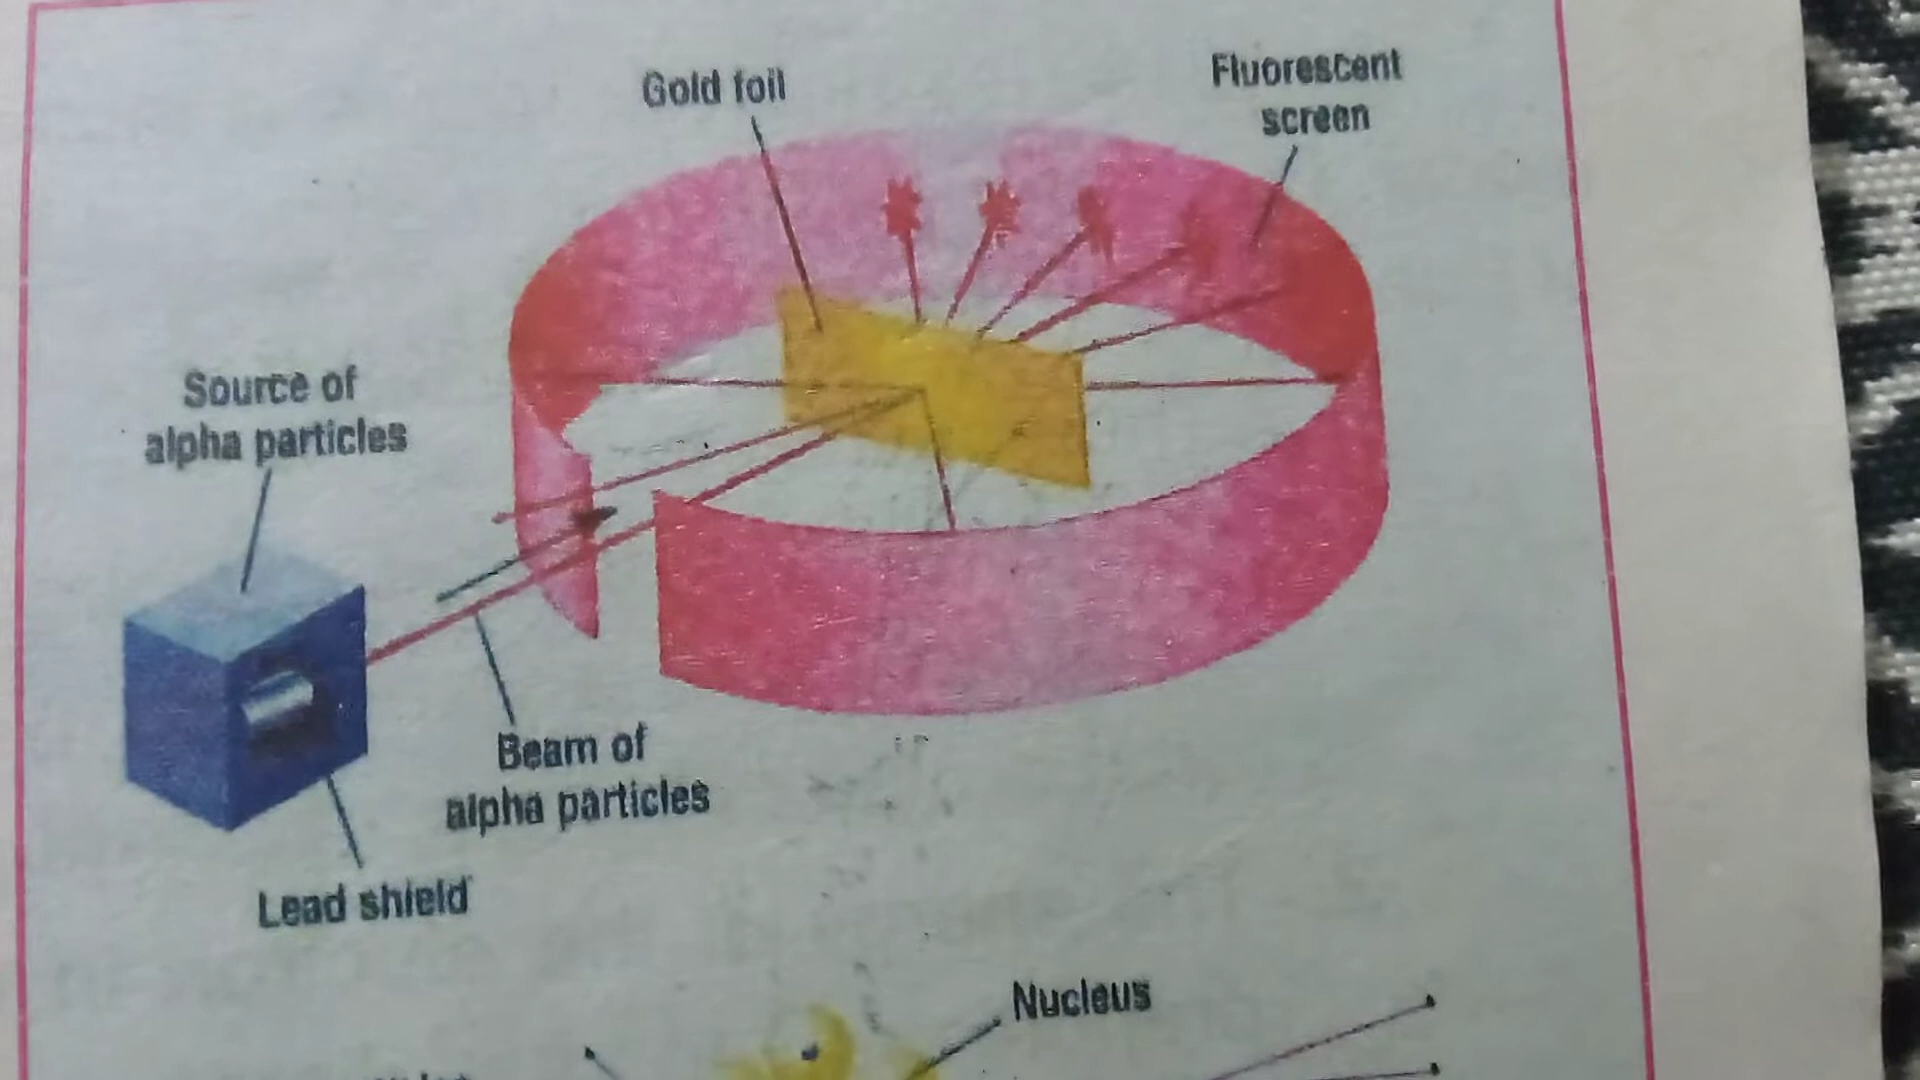 Gold foil
Fluorescent
screen
Source of
alpha particles
Beam of
alpha particles
Lead shield
Nucleus